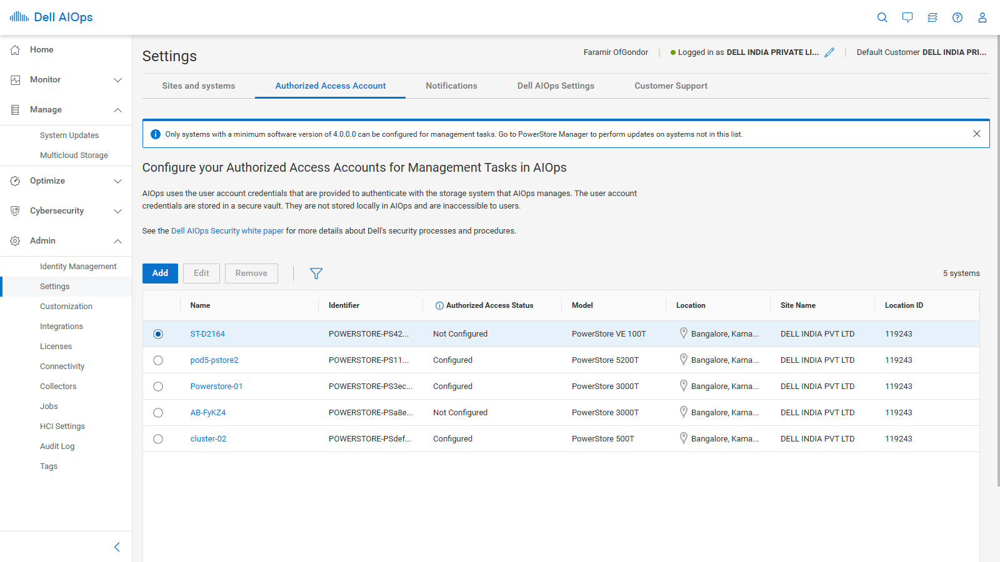 Dell AIOps
Home
Monitor
Manage
System Updates
Multicloud Storage
Optimize
Cybersecurity
Admin
Identity Management
Settings
Customization
Integrations
Licenses
Connectivity
Collectors
Jobs
HCI Settings
Audit Log
Tags
Settings
Faramir OfGondor | Logged in as DELL INDIA PRIVATE LI... | Default Customer DELL INDIA PRI...
Sites and systems Authorized Access Account Notifications Dell AIOps Settings Customer Support
Only systems with a minimum software version of 4.0.0.0 can be configured for management tasks. Go to PowerStore Manager to perform updates on systems not in this list.
Configure your Authorized Access Accounts for Management Tasks in AIOps
AIOps uses the user account credentials that are provided to authenticate with the storage system that AIOps manages. The user account
credentials are stored in a secure vault. They are not stored locally in AIOps and are inaccessible to users.
See the Dell AIOps Security white paper for more details about Dell's security processes and procedures.
Add Edit Remove 5 systems
Name Identifier Authorized Access Status Model Location Site Name Location ID
ST-D2164 POWERSTORE-PS42... Not Configured PowerStore VE 100T Bangalore, Karna... DELL INDIA PVT LTD 119243
pod5-pstore2 POWERSTORE-PS11... Configured PowerStore 5200T Bangalore, Karna... DELL INDIA PVT LTD 119243
Powerstore-01 POWERSTORE-PS3ec... Configured PowerStore 3000T Bangalore, Karna... DELL INDIA PVT LTD 119243
AB-FyKZ4 POWERSTORE-PSa8e... Not Configured PowerStore 3000T Bangalore, Karna... DELL INDIA PVT LTD 119243
cluster-02 POWERSTORE-PSdef... Configured PowerStore 500T Bangalore, Karna... DELL INDIA PVT LTD 119243